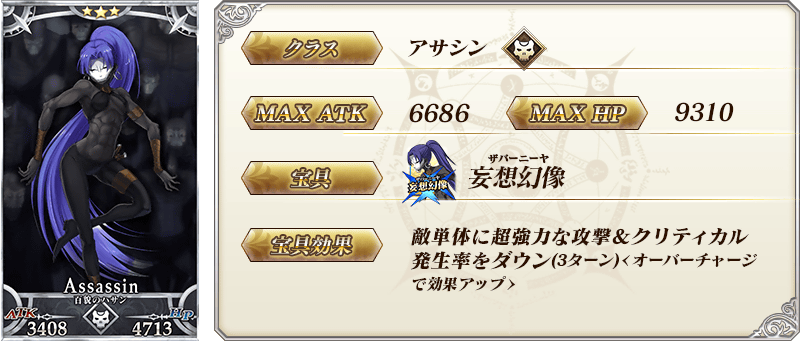 Assassin
百貌のハサン
ATK
3408
HP
4713
クラス
アサシン
MAX ATK
6686
MAX HP
9310
宝具
妄想幻像
ザバーニーヤ
妄想幻像
宝具効果
敵単体に超強力な攻撃&クリティカル
発生率をダウン(3ターン)<オーバーチャージ
で効果アップ>